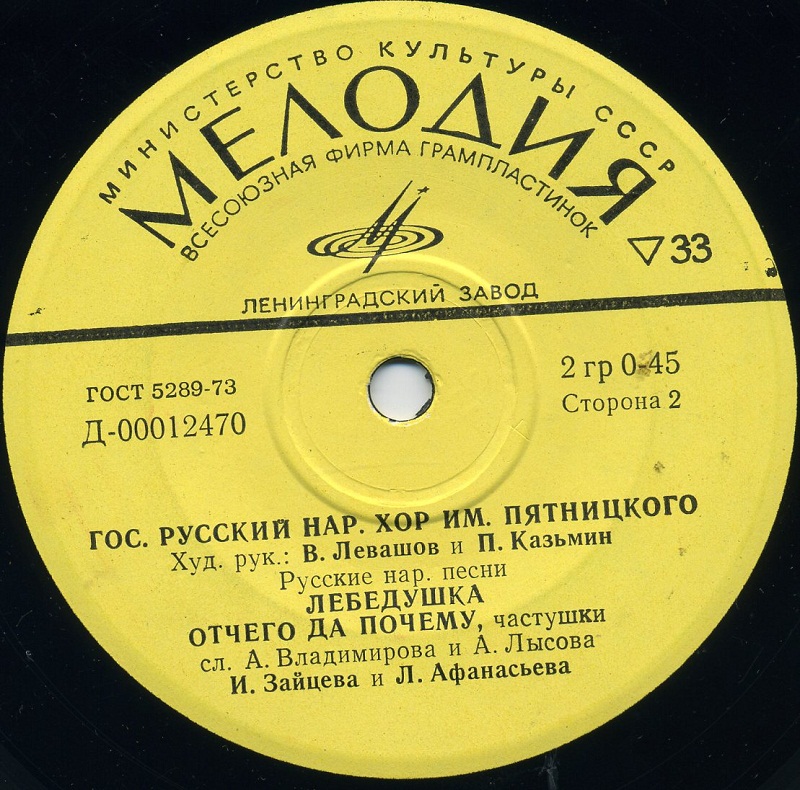 МИНИСТЕРСТВО КУЛЬТУРЫ СССР
МЕЛОДИЯ
ВСЕСОЮЗНАЯ ФИРМА ГРАМПЛАСТИНОК
33
ЛЕНИНГРАДСКИЙ ЗАВОД
ГОСТ 5289-73
Д-00012470
2 гр 0-45
Сторона 2
ГОС. РУССКИЙ НАР. ХОР ИМ. ПЯТНИЦКОГО
Худ. рук.: В. Левашов и П. Казьмин
Русские нар. песни
ЛЕБЕДУШКА
ОТЧЕГО ДА ПОЧЕМУ, частушки
сл. А. Владимирова и А. Лысова
И. Зайцева и Л. Афанасьева